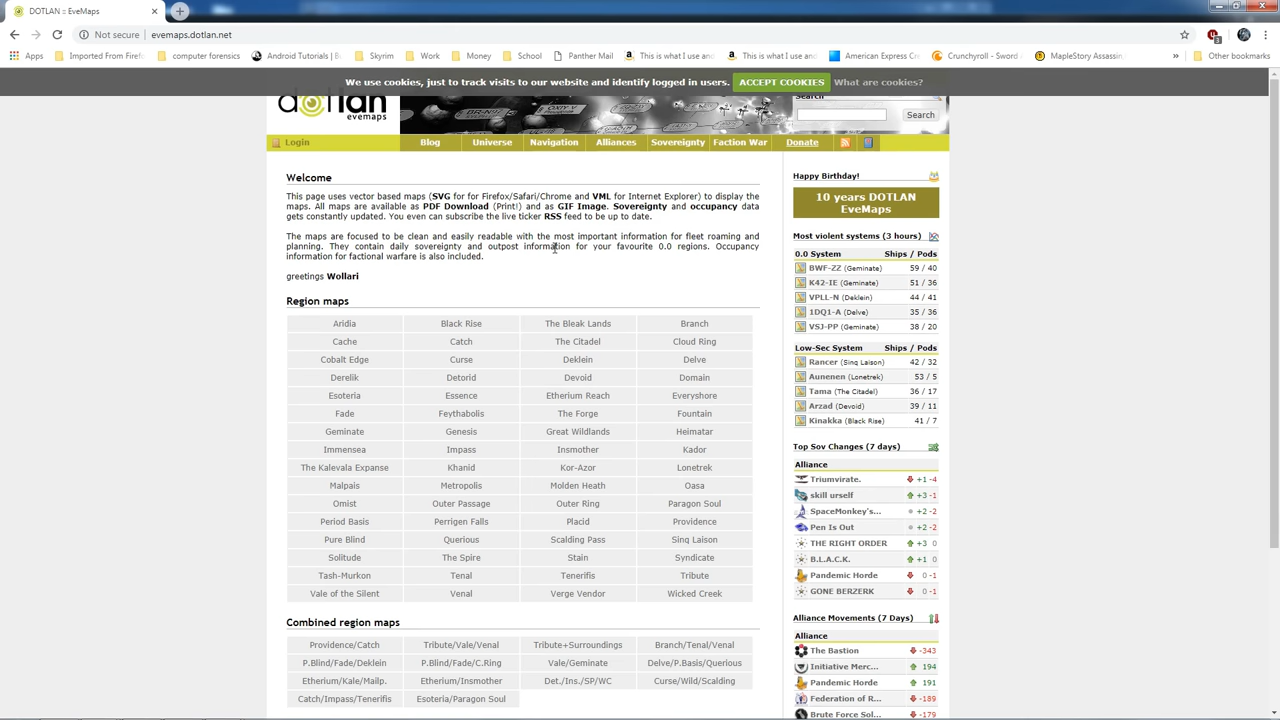 DOTLAN :: EveMaps
Not secure | evemaps.dotlan.net
Apps Imported From Firef computer forensics Android Tutorials | B Skyrim Work Money School Panther Mail This is what I use and This is what I use and American Express Ce Crunchyroll - Sword MapleStory Assassin » Other bookmarks
We use cookies, just to track visits to our website and identify logged in users. ACCEPT COOKIES What are cookies?
dotlan
evemaps
Search
Search
Login Blog Universe Navigation Alliances Sovereignty Faction War Donate
Welcome
This page uses vector based maps (SVG for for Firefox/Safari/Chrome and VML for Internet Explorer) to display the
maps. All maps are available as PDF Download (Print!) and as GIF Image. Sovereignty and occupancy data
gets constantly updated. You even can subscribe the live ticker RSS feed to be up to date.
The maps are focused to be clean and easily readable with the most important information for fleet roaming and
planning. They contain daily sovereignty and outpost information for your favourite 0.0 regions. Occupancy
information for factional warfare is also included.
greetings Wollari
Region maps
Aridia Black Rise The Bleak Lands Branch
Cache Catch The Citadel Cloud Ring
Cobalt Edge Curse Deklein Delve
Derelik Detorid Devoid Domain
Esoteria Essence Etherium Reach Everyshore
Fade Feythabolis The Forge Fountain
Geminate Genesis Great Wildlands Heimatar
Immensea Impass Insmother Kador
The Kalevala Expanse Khanid Kor-Azor Lonetrek
Malpais Metropolis Molden Heath Oasa
Omist Outer Passage Outer Ring Paragon Soul
Period Basis Perrigen Falls Placid Providence
Pure Blind Querious Scalding Pass Sinq Laison
Solitude The Spire Stain Syndicate
Tash-Murkon Tenal Tenerifis Tribute
Vale of the Silent Venal Verge Vendor Wicked Creek
Combined region maps
Providence/Catch Tribute/Vale/Venal Tribute+Surroundings Branch/Tenal/Venal
P.Blind/Fade/Deklein P.Blind/Fade/C.Ring Vale/Geminate Delve/P.Basis/Querious
Etherium/Kale/Mailp. Etherium/Insmother Det./Ins./SP/WC Curse/Wild/Scalding
Catch/Impass/Tenerifis Esoteria/Paragon Soul
Happy Birthday!
10 years DOTLAN
EveMaps
Most violent systems (3 hours)
0.0 System Ships / Pods
BWF-ZZ (Geminate) 59 / 40
K42-IE (Geminate) 51 / 36
VPLL-N (Deklein) 44 / 41
1DQ1-A (Delve) 35 / 36
VSJ-PP (Geminate) 38 / 20
Low-Sec System Ships / Pods
Rancer (Sinq Laison) 42 / 32
Aunenen (Lonetrek) 53 / 5
Tama (The Citadel) 36 / 17
Arzad (Devoid) 39 / 11
Kinakka (Black Rise) 41 / 7
Top Sov Changes (7 days)
Alliance
Triumvirate. +1 -4
skill urself +3 -1
SpaceMonkey's... +2 -2
Pen Is Out +2 -2
THE RIGHT ORDER +3 0
B.L.A.C.K. +1 0
Pandemic Horde 0 -1
GONE BERZERK 0 -1
Alliance Movements (7 Days)
Alliance
The Bastion -343
Initiative Merc... 194
Pandemic Horde 191
Federation of R... -189
Brute Force Sol... -179